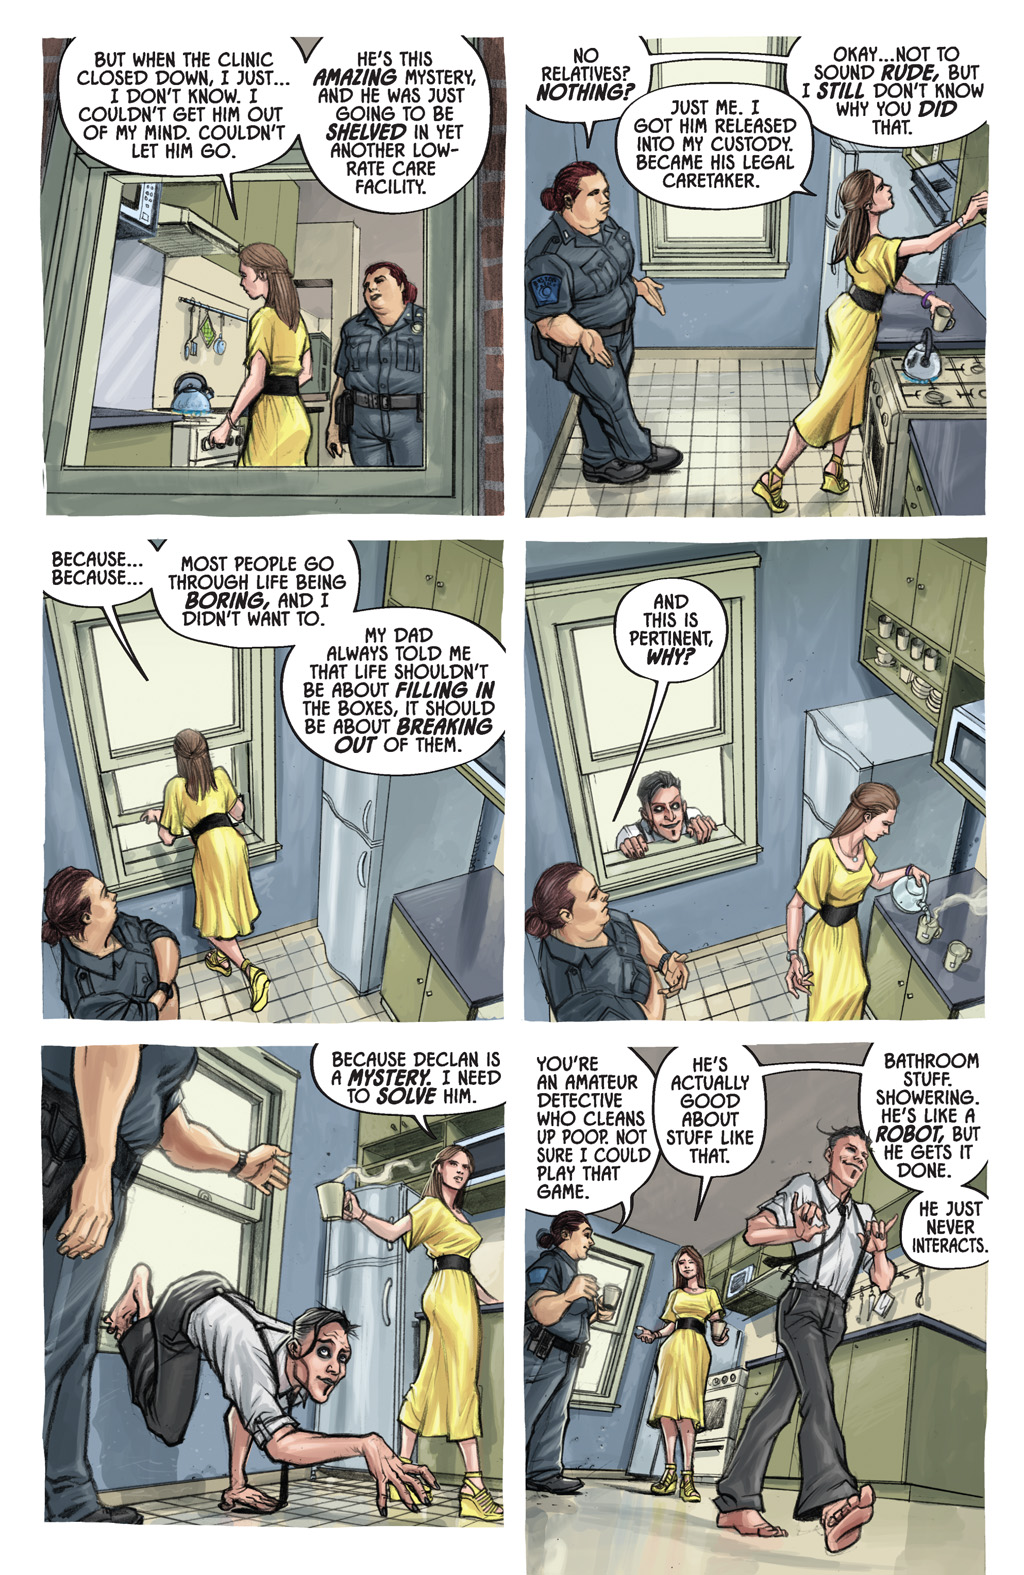 BUT WHEN THE CLINIC
CLOSED DOWN, I JUST...
I DON'T KNOW. I
COULDN'T GET HIM OUT
OF MY MIND. COULDN'T
LET HIM GO.
HE'S THIS
AMAZING MYSTERY,
AND HE WAS JUST
GOING TO BE
SHELVED IN YET
ANOTHER LOW-
RATE CARE
FACILITY.
NO
RELATIVES?
NOTHING?
JUST ME. I
GOT HIM RELEASED
INTO MY CUSTODY.
BECAME HIS LEGAL
CARETAKER.
OKAY...NOT TO
SOUND RUDE, BUT
I STILL DON'T KNOW
WHY YOU DID
THAT.
BECAUSE...
BECAUSE...
MOST PEOPLE GO
THROUGH LIFE BEING
BORING, AND I
DIDN'T WANT TO.
MY DAD
ALWAYS TOLD ME
THAT LIFE SHOULDN'T
BE ABOUT FILLING IN
THE BOXES, IT SHOULD
BE ABOUT BREAKING
OUT OF THEM.
AND
THIS IS
PERTINENT,
WHY?
BECAUSE DECLAN IS
A MYSTERY. I NEED
TO SOLVE HIM.
YOU'RE
AN AMATEUR
DETECTIVE
WHO CLEANS
UP POOP. NOT
SURE I COULD
PLAY THAT
GAME.
HE'S
ACTUALLY
GOOD
ABOUT
STUFF LIKE
THAT.
BATHROOM
STUFF.
SHOWERING.
HE'S LIKE A
ROBOT, BUT
HE GETS IT
DONE.
HE JUST
NEVER
INTERACTS.